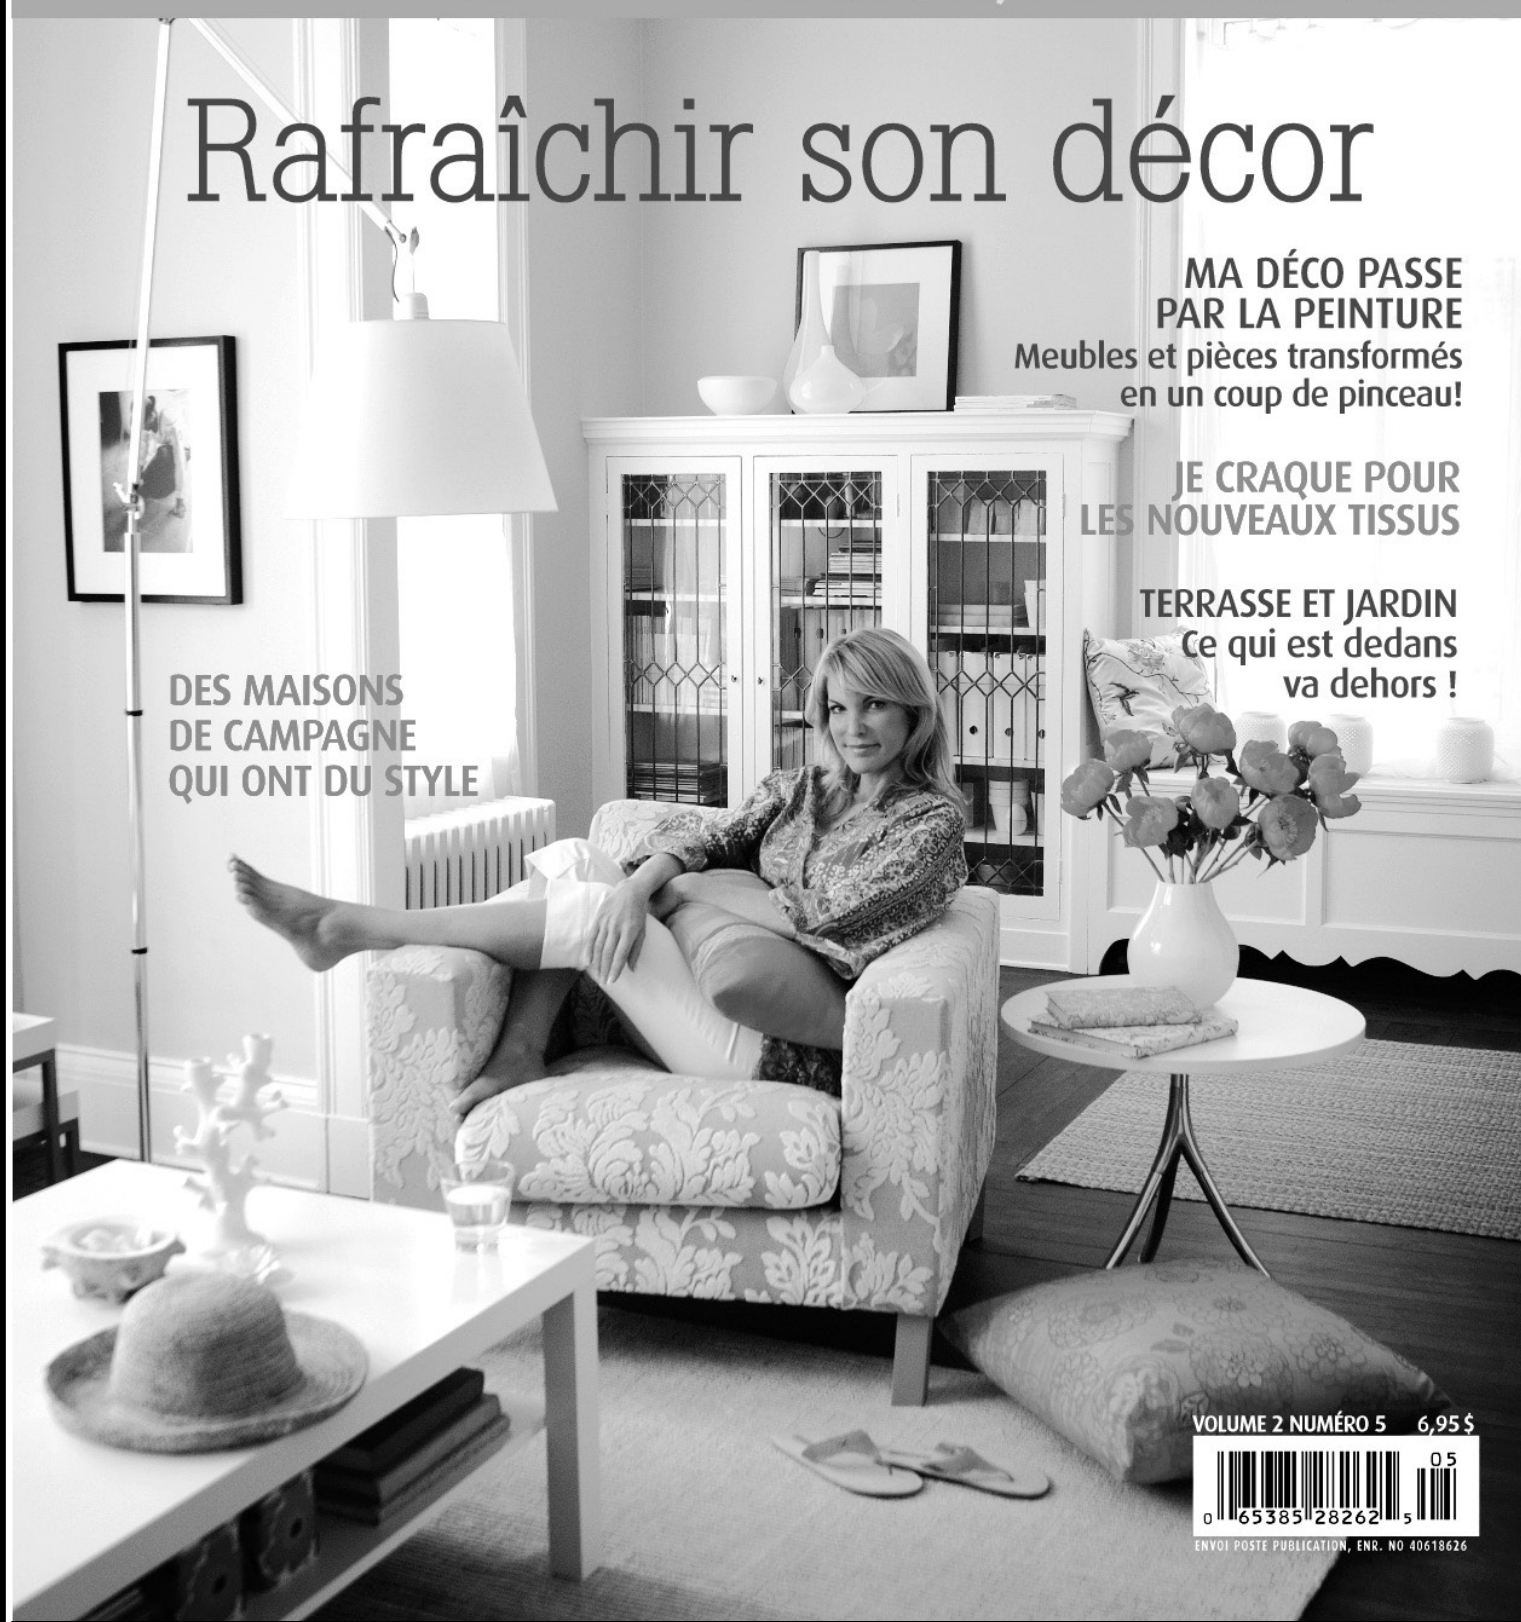 Rafraîchir son décor
MA DÉCO PASSE
PAR LA PEINTURE
Meubles et pièces transformés
en un coup de pinceau!
JE CRAQUE POUR
LES NOUVEAUX TISSUS
TERRASSE ET JARDIN
Ce qui est dedans
va dehors !
DES MAISONS
DE CAMPAGNE
QUI ONT DU STYLE
VOLUME 2 NUMÉRO 5 6,95 $
05
0 65385 28262 5
ENVOI POSTE PUBLICATION, ENR. NO 40618626